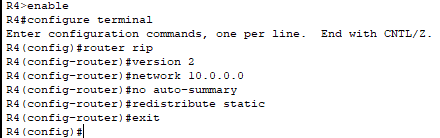 R4>enable
R4#configure terminal
Enter configuration commands, one per line.  End with CNTL/Z.
R4(config)#router rip
R4(config-router)#version 2
R4(config-router)#network 10.0.0.0
R4(config-router)#no auto-summary
R4(config-router)#redistribute static
R4(config-router)#exit
R4(config)#